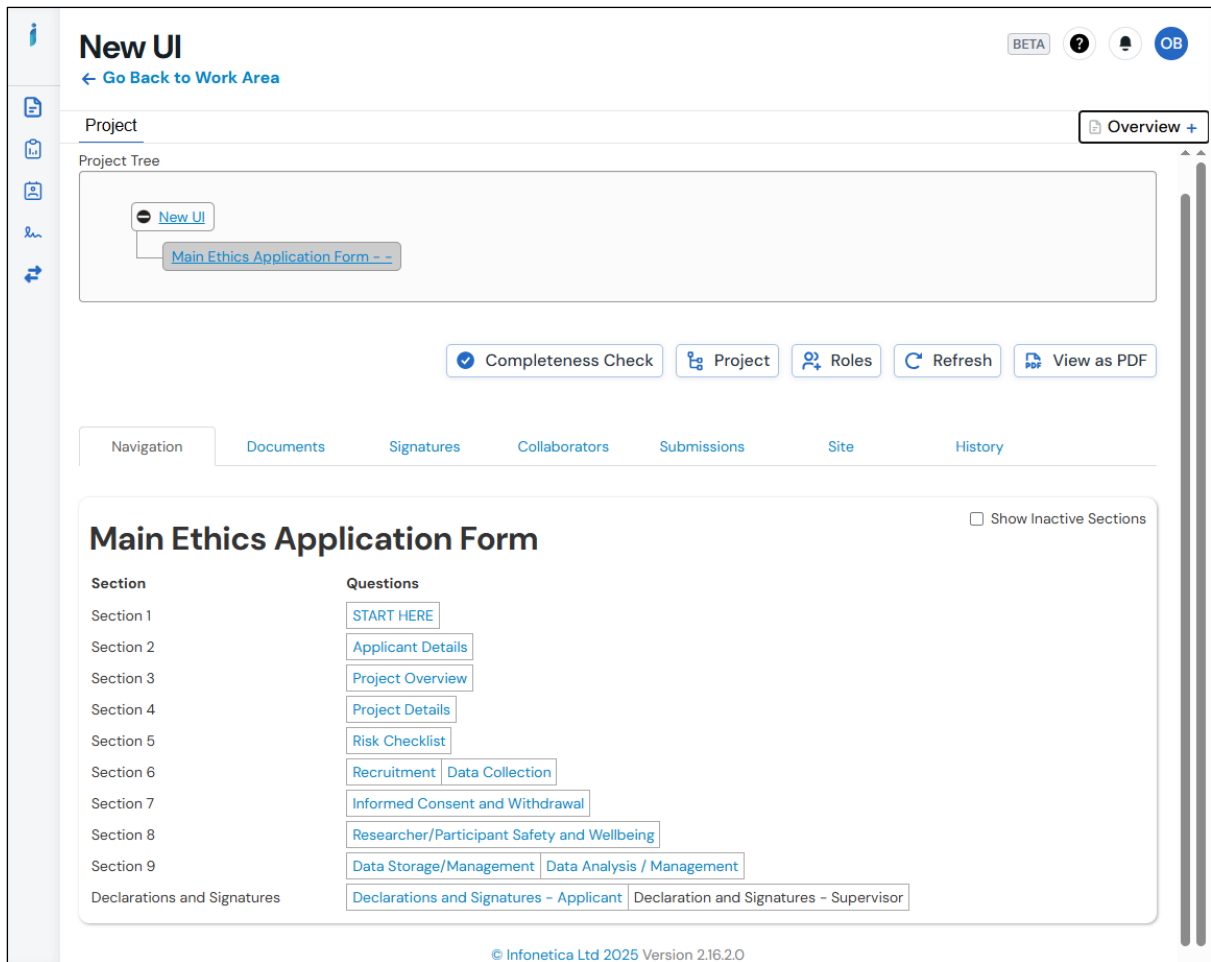 New UI
BETA
?
OB
← Go Back to Work Area
Project
Overview +
Project Tree
New UI
Main Ethics Application Form - -
Completeness Check
Project
Roles
Refresh
PDF View as PDF
Navigation Documents Signatures Collaborators Submissions Site History
Show Inactive Sections
Main Ethics Application Form
Section Questions
Section 1 START HERE
Section 2 Applicant Details
Section 3 Project Overview
Section 4 Project Details
Section 5 Risk Checklist
Section 6 Recruitment Data Collection
Section 7 Informed Consent and Withdrawal
Section 8 Researcher/Participant Safety and Wellbeing
Section 9 Data Storage/Management Data Analysis / Management
Declarations and Signatures Declarations and Signatures - Applicant Declaration and Signatures - Supervisor
© Infonetica Ltd 2025 Version 2.16.2.0